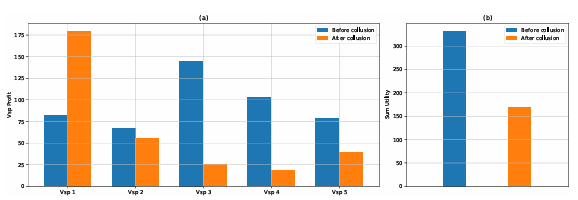 (a)
Vsp Profit
175
150
125
100
75
50
25
0
Before collusion
After collusion
Vsp 1
Vsp 2
Vsp 3
Vsp 4
Vsp 5
(b)
Sum Utility
300
250
200
150
100
50
0
Before collusion
After collusion